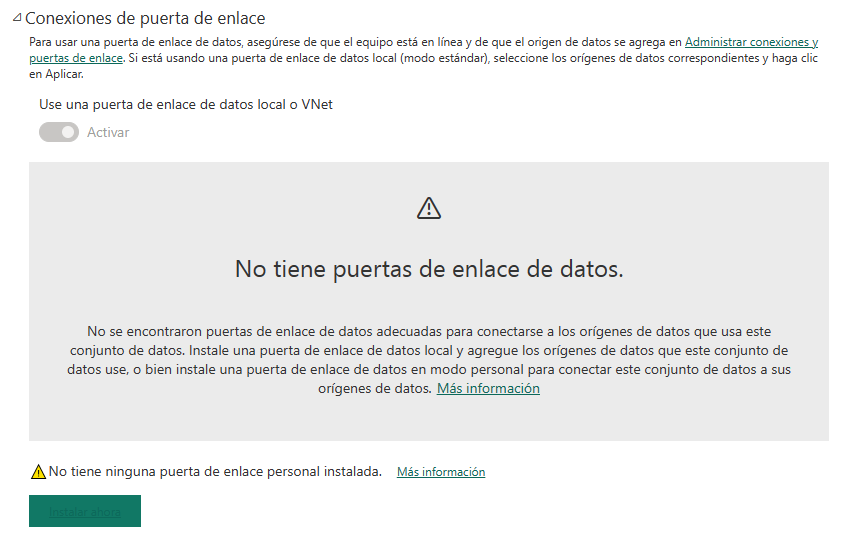 Conexiones de puerta de enlace
Para usar una puerta de enlace de datos, asegúrese de que el equipo está en línea y de que el origen de datos se agrega en Administrar conexiones y
puertas de enlace. Si está usando una puerta de enlace de datos local (modo estándar), seleccione los orígenes de datos correspondientes y haga clic
en Aplicar.
Use una puerta de enlace de datos local o VNet
Activar
No tiene puertas de enlace de datos.
No se encontraron puertas de enlace de datos adecuadas para conectarse a los orígenes de datos que usa este
conjunto de datos. Instale una puerta de enlace de datos local y agregue los orígenes de datos que este conjunto de
datos use, o bien instale una puerta de enlace de datos en modo personal para conectar este conjunto de datos a sus
orígenes de datos. Más información
No tiene ninguna puerta de enlace personal instalada. Más información
Instalar ahora